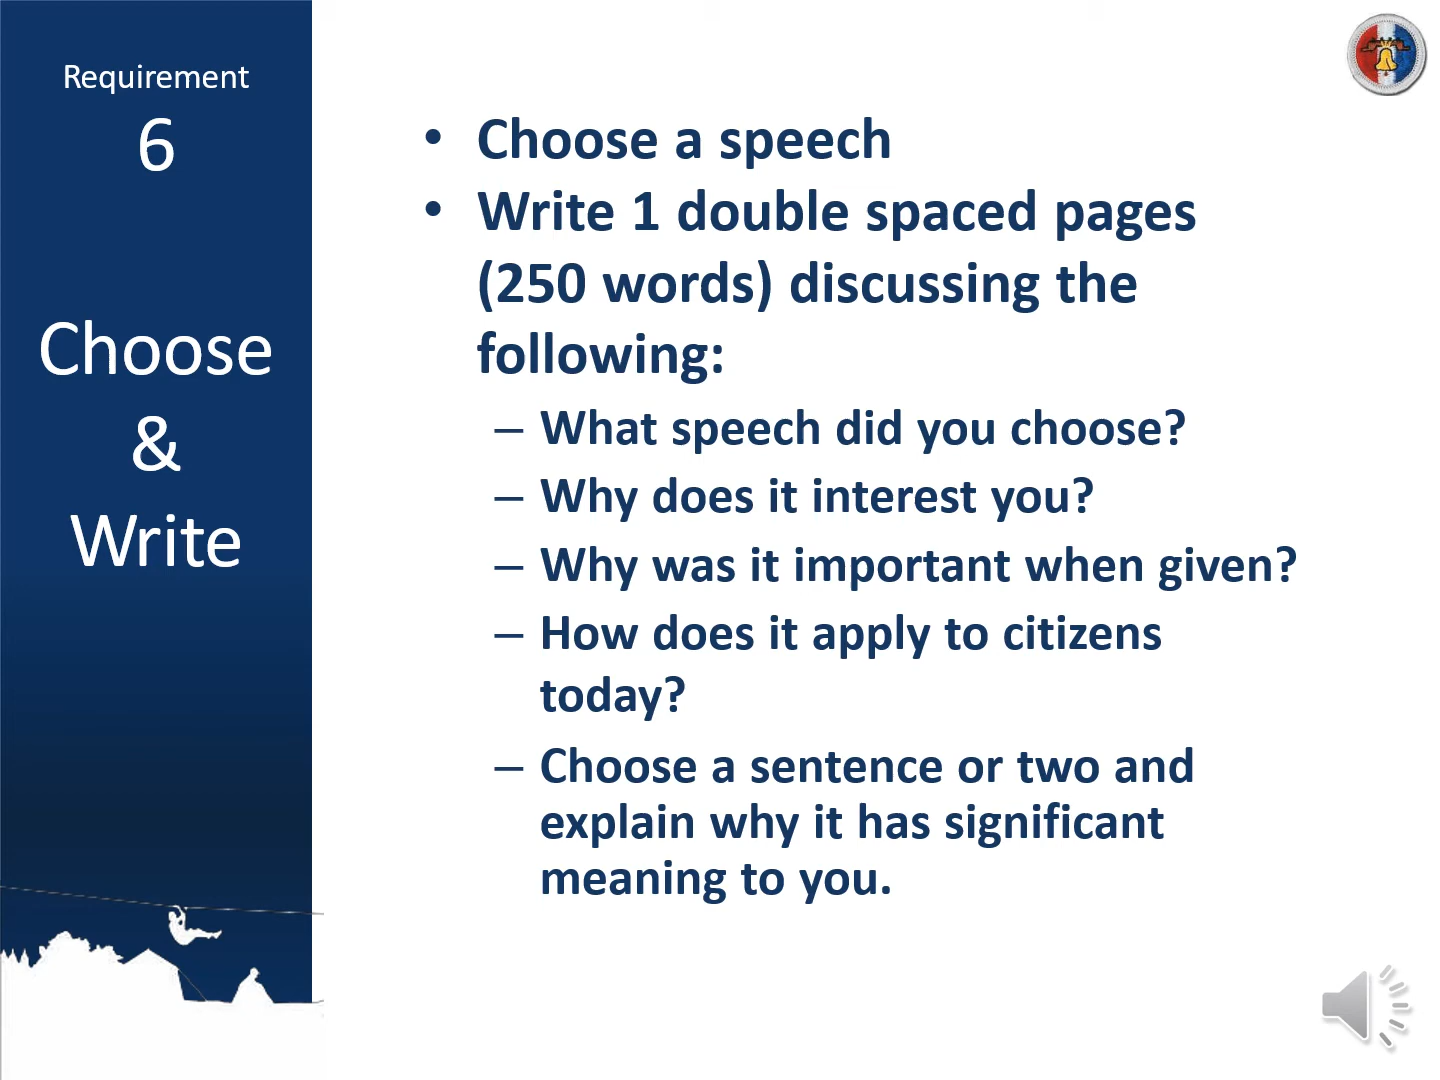 Requirement
6
Choose
&
Write
• Choose a speech
• Write 1 double spaced pages
(250 words) discussing the
following:
– What speech did you choose?
– Why does it interest you?
– Why was it important when given?
– How does it apply to citizens
today?
– Choose a sentence or two and
explain why it has significant
meaning to you.